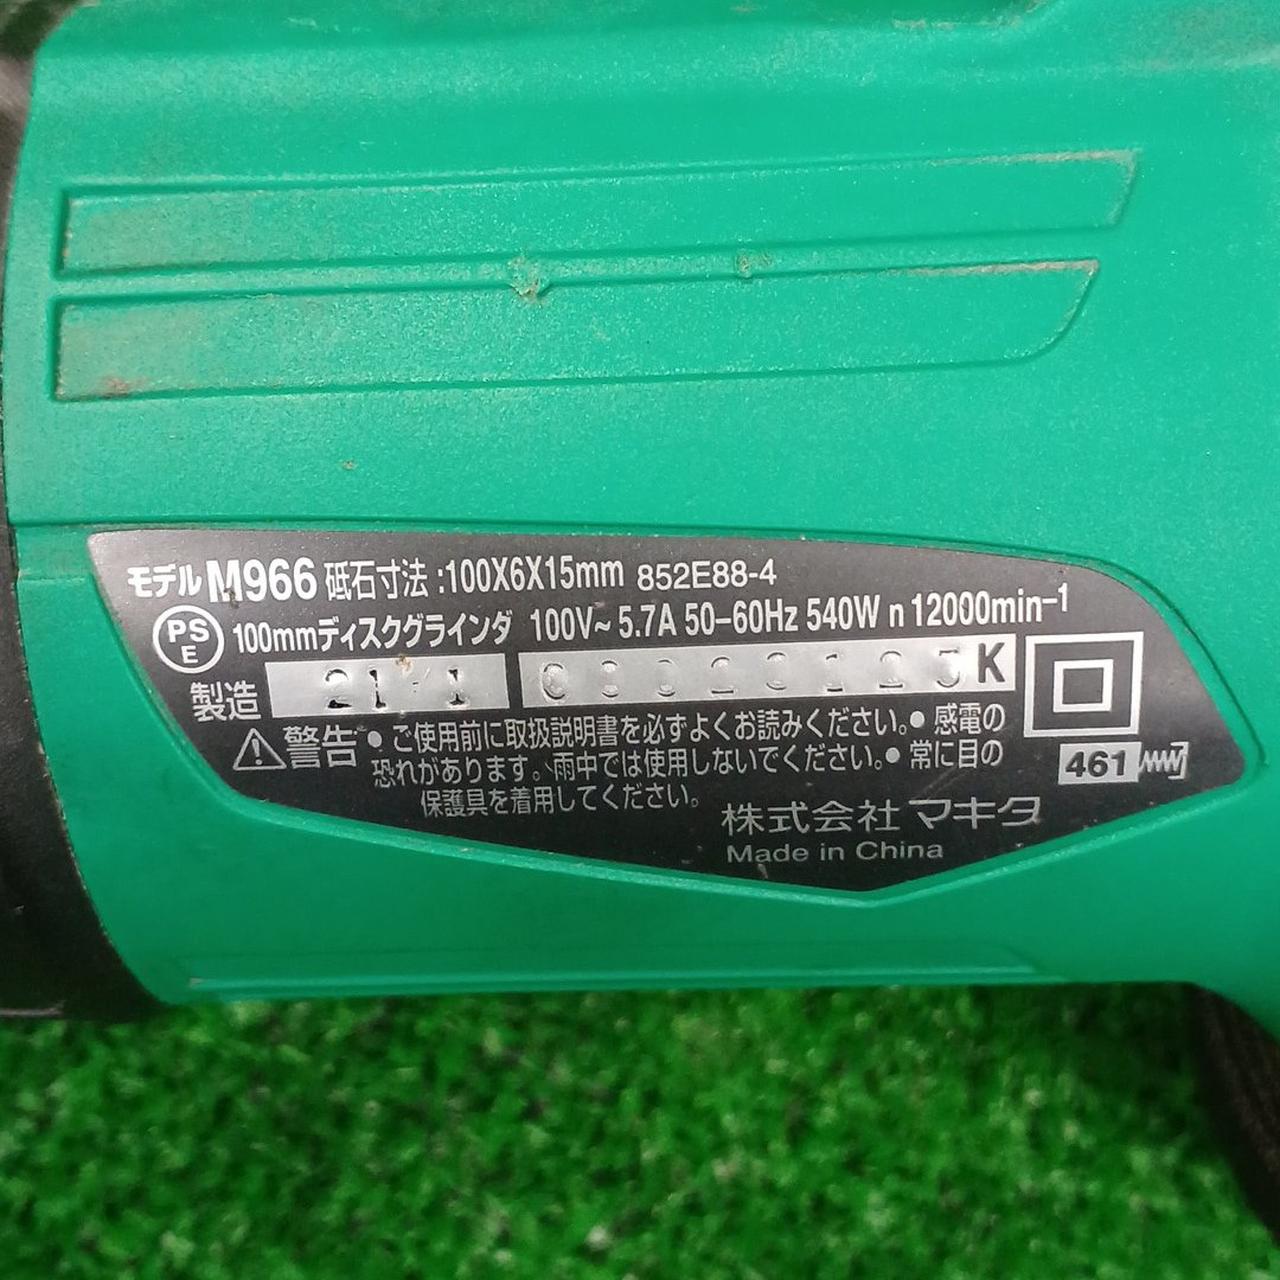 モデル M966 砥石寸法:100X6X15mm 852E88-4
PSE 100mmディスクグラインダ 100V~ 5.7A 50-60Hz 540W n 12000min-1
製造 K
警告 ● ご使用前に取扱説明書を必ずよくお読みください。● 感電の
恐れがあります。雨中では使用しないでください。● 常に目の
保護具を着用してください。
461
株式会社 マキタ
Made in China